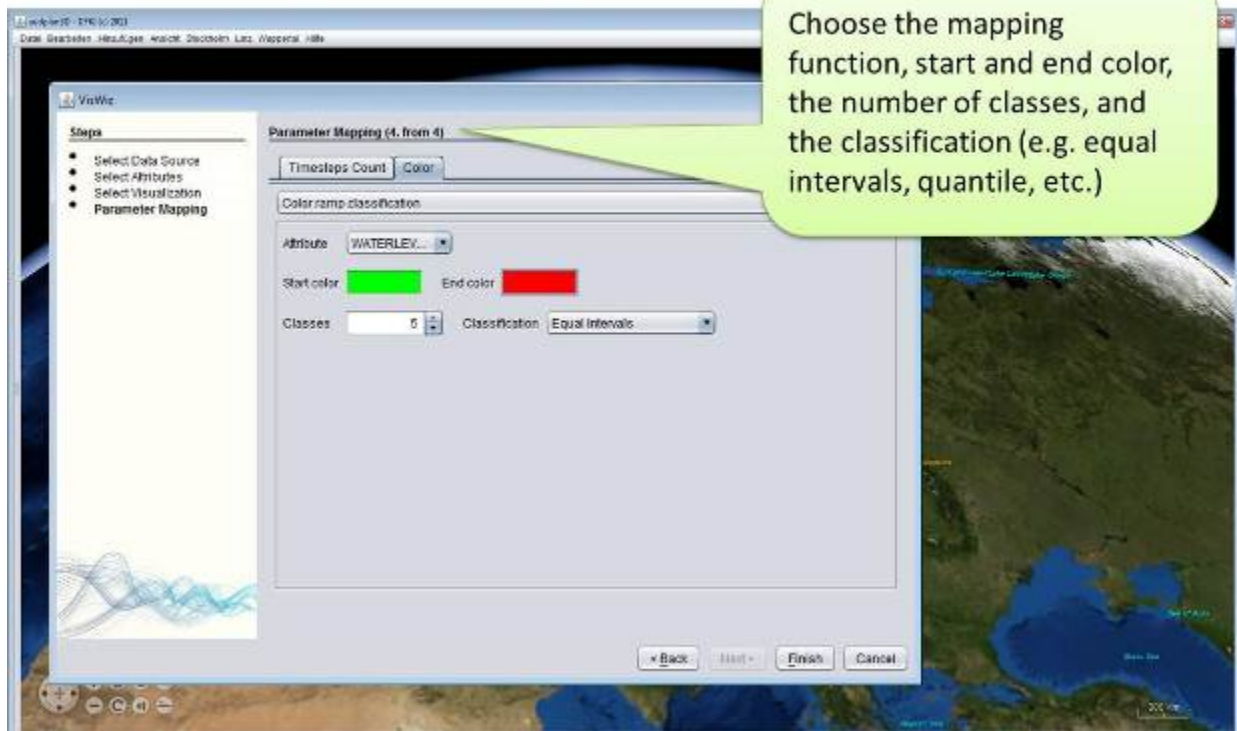 Choose the mapping
function, start and end color,
the number of classes, and
the classification (e.g. equal
intervals, quantile, etc.)
VisWiz
Steps
Select Data Source
Select Attributes
Select Visualization
Parameter Mapping
Parameter Mapping (4. from 4)
Timesteps Count Color
Color ramp classification
Attribute WATERLEV...
Start color End color
Classes 5 Classification Equal Intervals
< Back Next > Finish Cancel
Black Sea